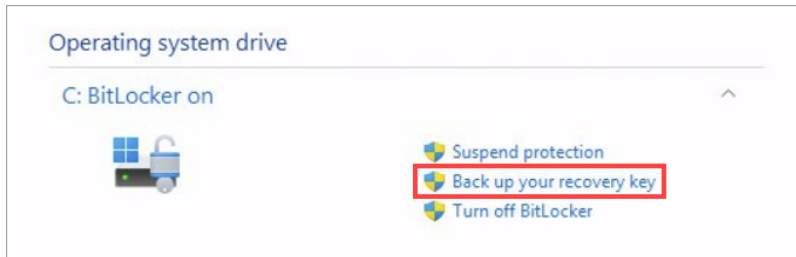 Operating system drive
C: BitLocker on
Suspend protection
Back up your recovery key
Turn off BitLocker